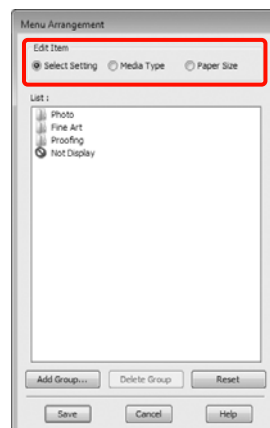 Menu Arrangement
Edit Item
Select Setting Media Type Paper Size
List :
Photo
Fine Art
Proofing
Not Display
Add Group... Delete Group Reset
Save Cancel Help